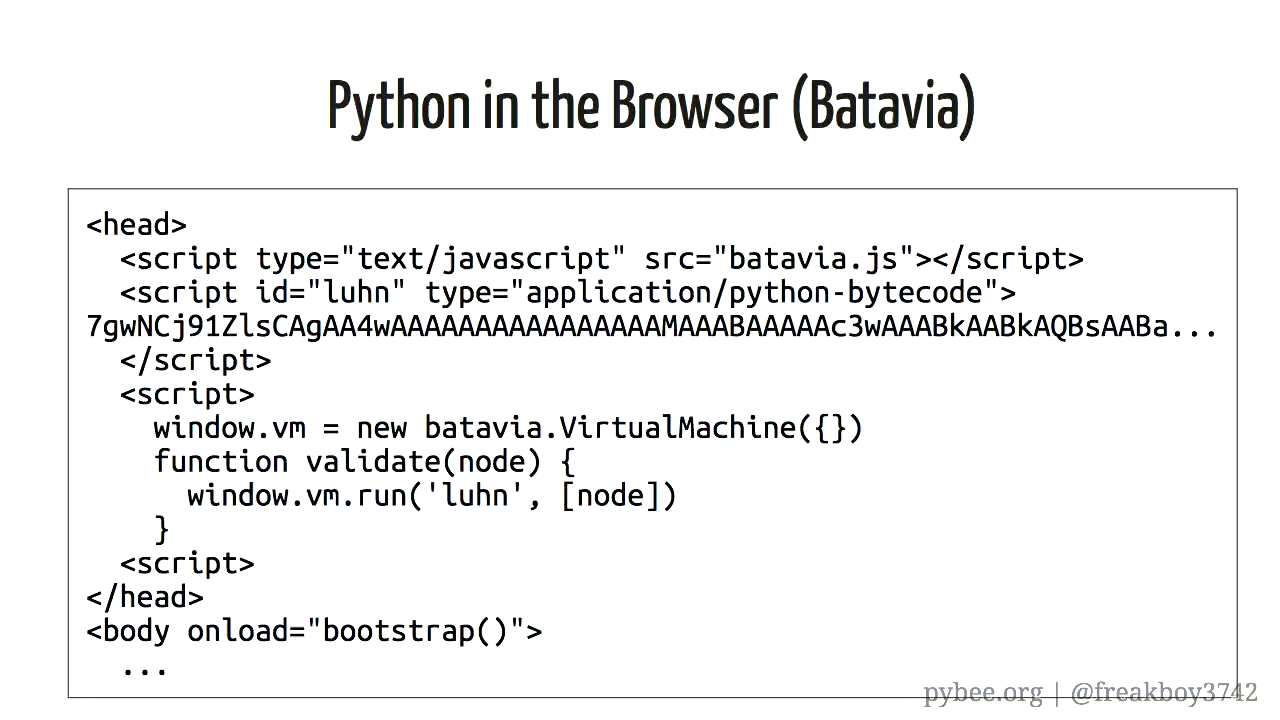 Python in the Browser (Batavia)
<head>
  <script type="text/javascript" src="batavia.js"></script>
  <script id="luhn" type="application/python-bytecode">
7gwNCj91ZlsCAgAA4wAAAAAAAAAAAAAAAAMAAABAAAAAc3wAAABkAABkAQBsAABa...
  </script>
  <script>
    window.vm = new batavia.VirtualMachine({})
    function validate(node) {
      window.vm.run('luhn', [node])
    }
  <script>
</head>
<body onload="bootstrap()">
  ...
pybee.org | @freakboy3742